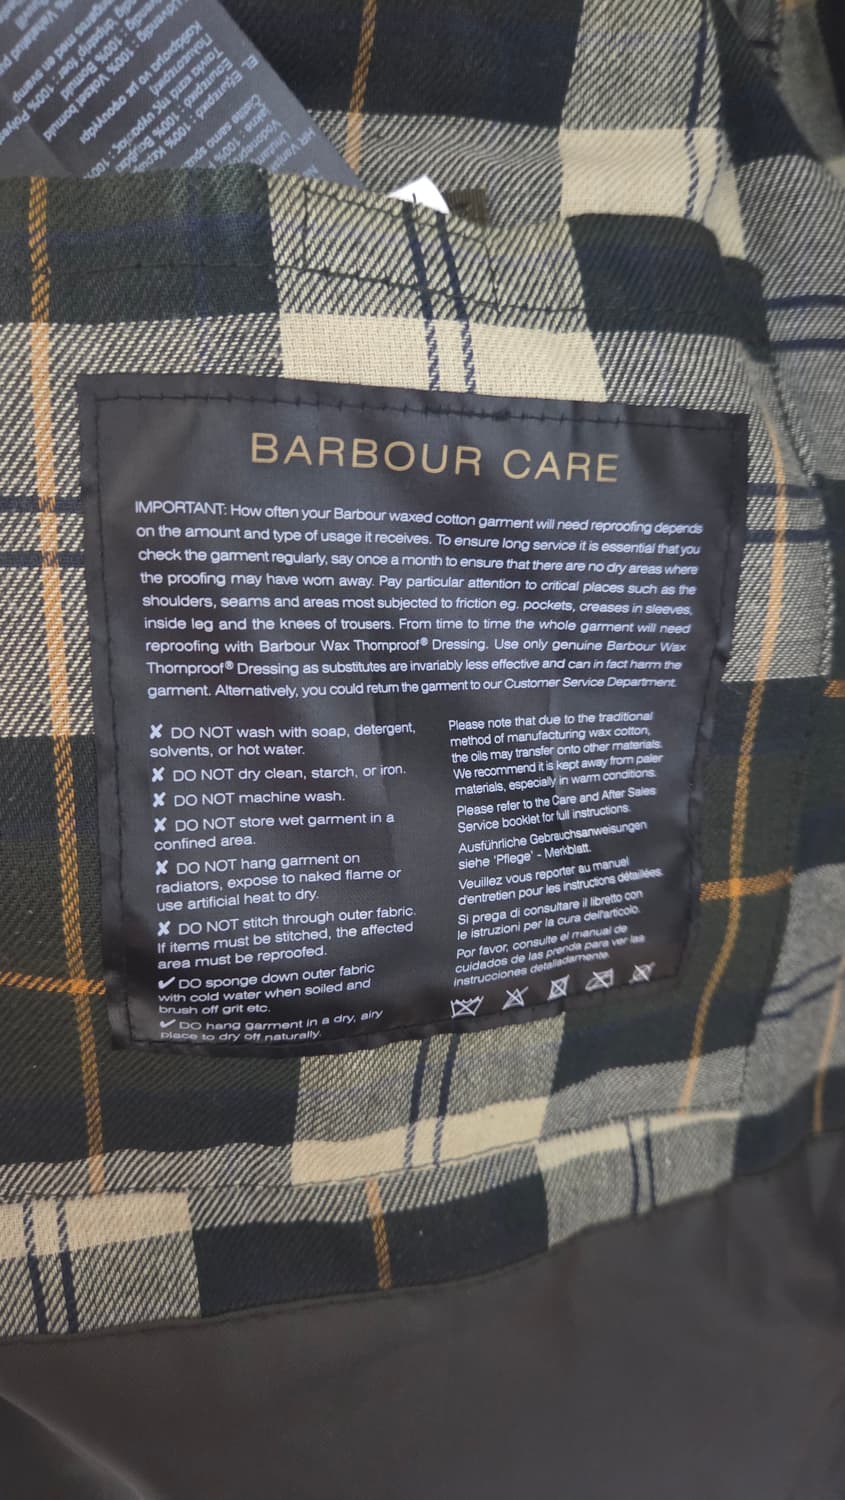 BARBOUR CARE
IMPORTANT: How often your Barbour waxed cotton garment will need reproofing depends
on the amount and type of usage it receives. To ensure long service it is essential that you
check the garment regularly, say once a month to ensure that there are no dry areas where
the proofing may have worn away. Pay particular attention to critical places such as the
shoulders, seams and areas most subjected to friction eg. pockets, creases in sleeves,
inside leg and the knees of trousers. From time to time the whole garment will need
reproofing with Barbour Wax Thornproof® Dressing. Use only genuine Barbour Wax
Thornproof® Dressing as substitutes are invariably less effective and can in fact harm the
garment. Alternatively, you could return the garment to our Customer Service Department.
✘ DO NOT wash with soap, detergent,
solvents, or hot water.
✘ DO NOT dry clean, starch, or iron.
✘ DO NOT machine wash.
✘ DO NOT store wet garment in a
confined area.
✘ DO NOT hang garment on
radiators, expose to naked flame or
use artificial heat to dry.
✘ DO NOT stitch through outer fabric.
If items must be stitched, the affected
area must be reproofed.
✔ DO sponge down outer fabric
with cold water when soiled and
brush off grit etc.
✔ DO hang garment in a dry, airy
place to dry off naturally.
Please note that due to the traditional
method of manufacturing wax cotton,
the oils may transfer onto other materials.
We recommend it is kept away from paler
materials, especially in warm conditions.
Please refer to the Care and After Sales
Service booklet for full instructions.
Ausführliche Gebrauchsanweisungen
siehe 'Pflege' - Merkblatt.
Veuillez vous reporter au manuel
d'entretien pour les instructions détaillées.
Si prega di consultare il libretto con
le istruzioni per la cura dell'articolo.
Por favor, consulte el manual de
cuidados de las prenda para ver las
instrucciones detalladamente.